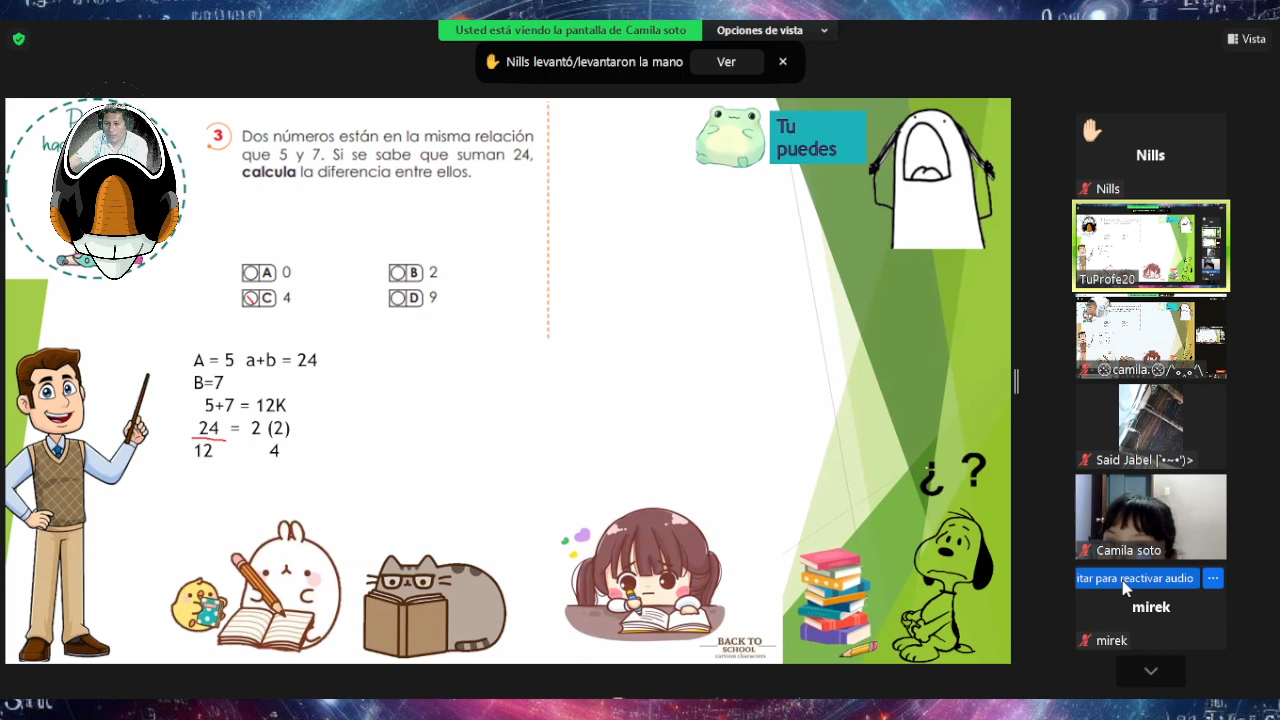 Usted está viendo la pantalla de Camila soto
Opciones de vista
Vista
Nills levantó/levantaron la mano
Ver
3
Dos números están en la misma relación
que 5 y 7. Si se sabe que suman 24,
calcula la diferencia entre ellos.
A 0
B 2
C 4
D 9
A = 5 a+b = 24
B=7
5+7 = 12K
24 = 2 (2)
12 4
Tu
puedes
¿ ?
BACK TO
SCHOOL
Nills
Nills
TuProfe20
camila.
Said Jabel
Camila soto
itar para reactivar audio
...
mirek
mirek